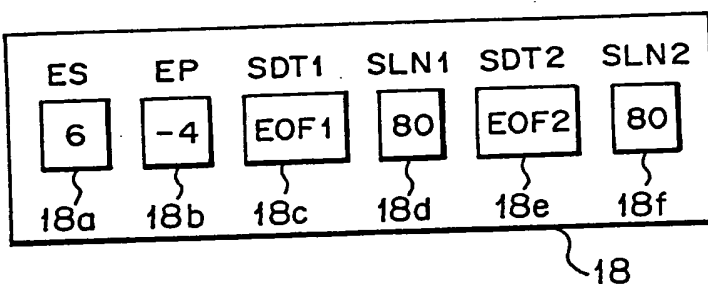 ES EP SDT1 SLN1 SDT2 SLN2
6 -4 EOF1 80 EOF2 80
18a 18b 18c 18d 18e 18f
18